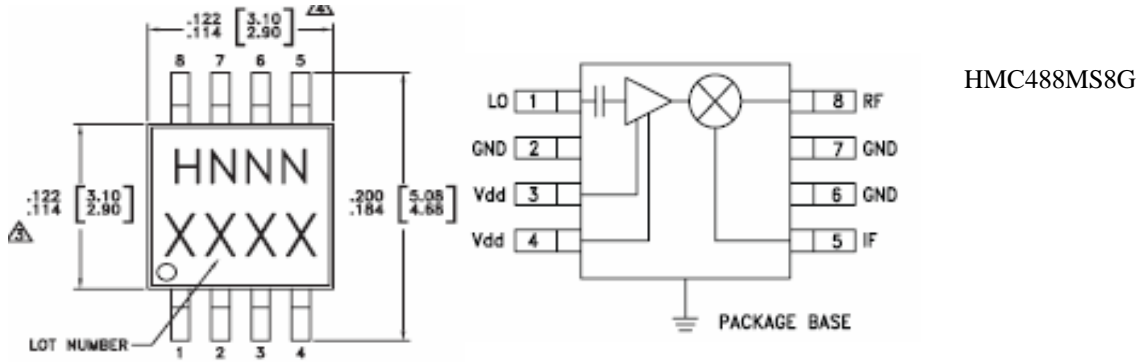 .122 [3.10]
.114 [2.90]
4
8 7 6 5
HNNN
XXXX
.122 [3.10]
.114 [2.90]
3
.200 [5.08]
.184 [4.68]
LOT NUMBER
1 2 3 4
LO 1
GND 2
Vdd 3
Vdd 4
8 RF
7 GND
6 GND
5 IF
PACKAGE BASE
HMC488MS8G